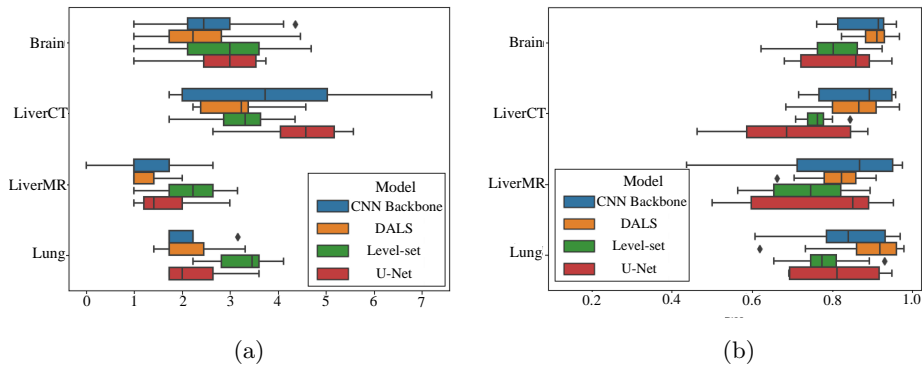 Brain
LiverCT
LiverMR
Lung
Model
CNN Backbone
DALS
Level-set
U-Net
0 1 2 3 4 5 6 7
(a)
Brain
LiverCT
LiverMR
Lung
Model
CNN Backbone
DALS
Level-set
U-Net
0.2 0.4 0.6 0.8 1.0
(b)